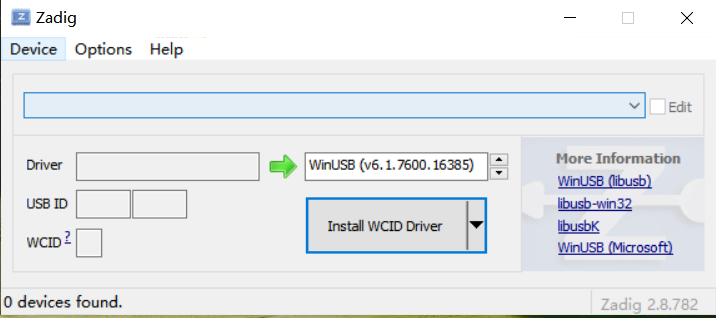 Zadig
Device Options Help
Edit
Driver WinUSB (v6.1.7600.16385)
USB ID
WCID ?
Install WCID Driver
More Information
WinUSB (libusb)
libusb-win32
libusbK
WinUSB (Microsoft)
0 devices found.
Zadig 2.8.782